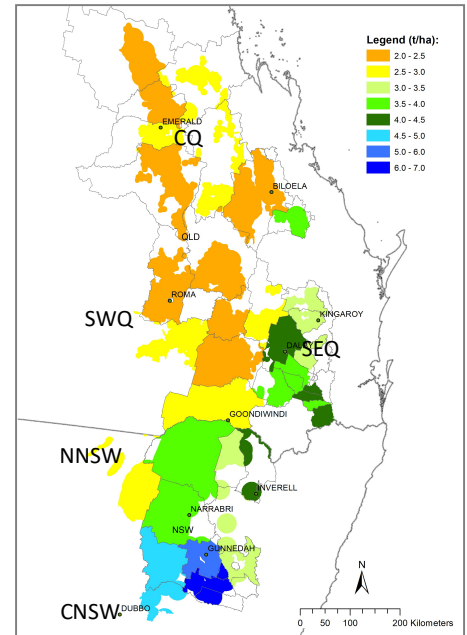 Legend (t/ha):
2.0 - 2.5
2.5 - 3.0
3.0 - 3.5
3.5 - 4.0
4.0 - 4.5
4.5 - 5.0
5.0 - 6.0
6.0 - 7.0
EMERALD
CQ
BILOELA
QLD
ROMA
SWQ
KINGAROY
SEQ
GOONDIWINDI
NNSW
INVERELL
NARRABRI
NSW
GUNNEDAH
CNSW
DUBBO
N
0 50 100 200 Kilometers